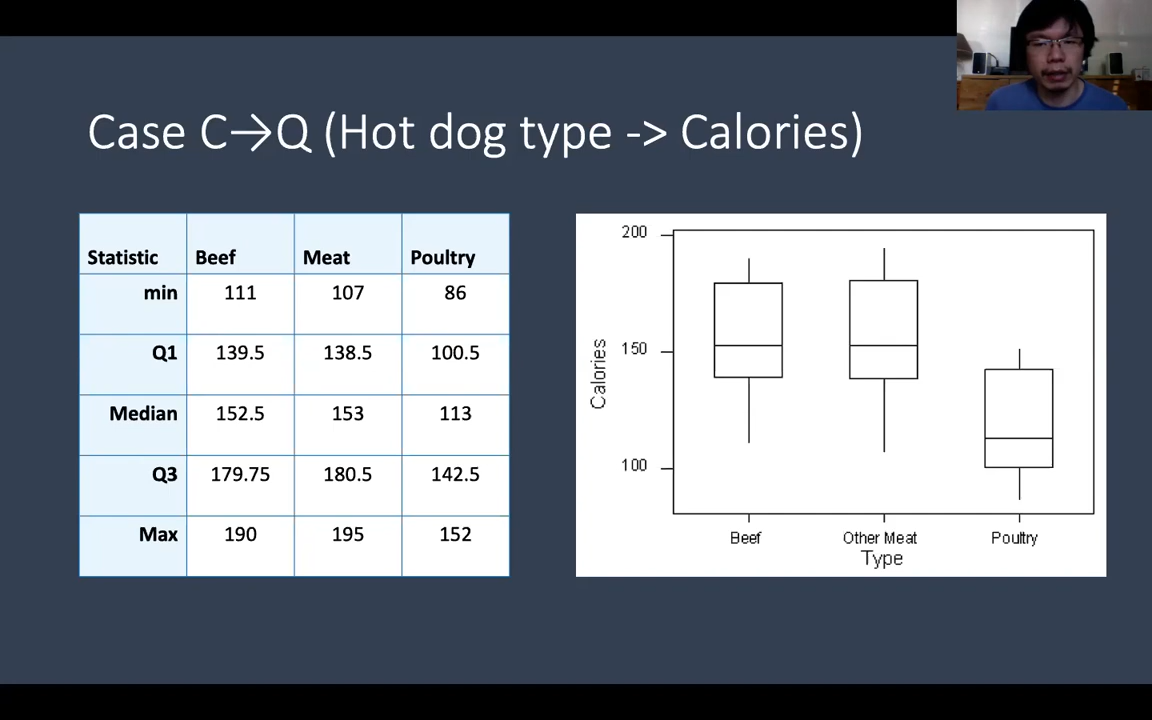 Case C→Q (Hot dog type -> Calories)
Statistic Beef Meat Poultry
min 111 107 86
Q1 139.5 138.5 100.5
Median 152.5 153 113
Q3 179.75 180.5 142.5
Max 190 195 152
200
150
100
Calories
Beef Other Meat Poultry
Type